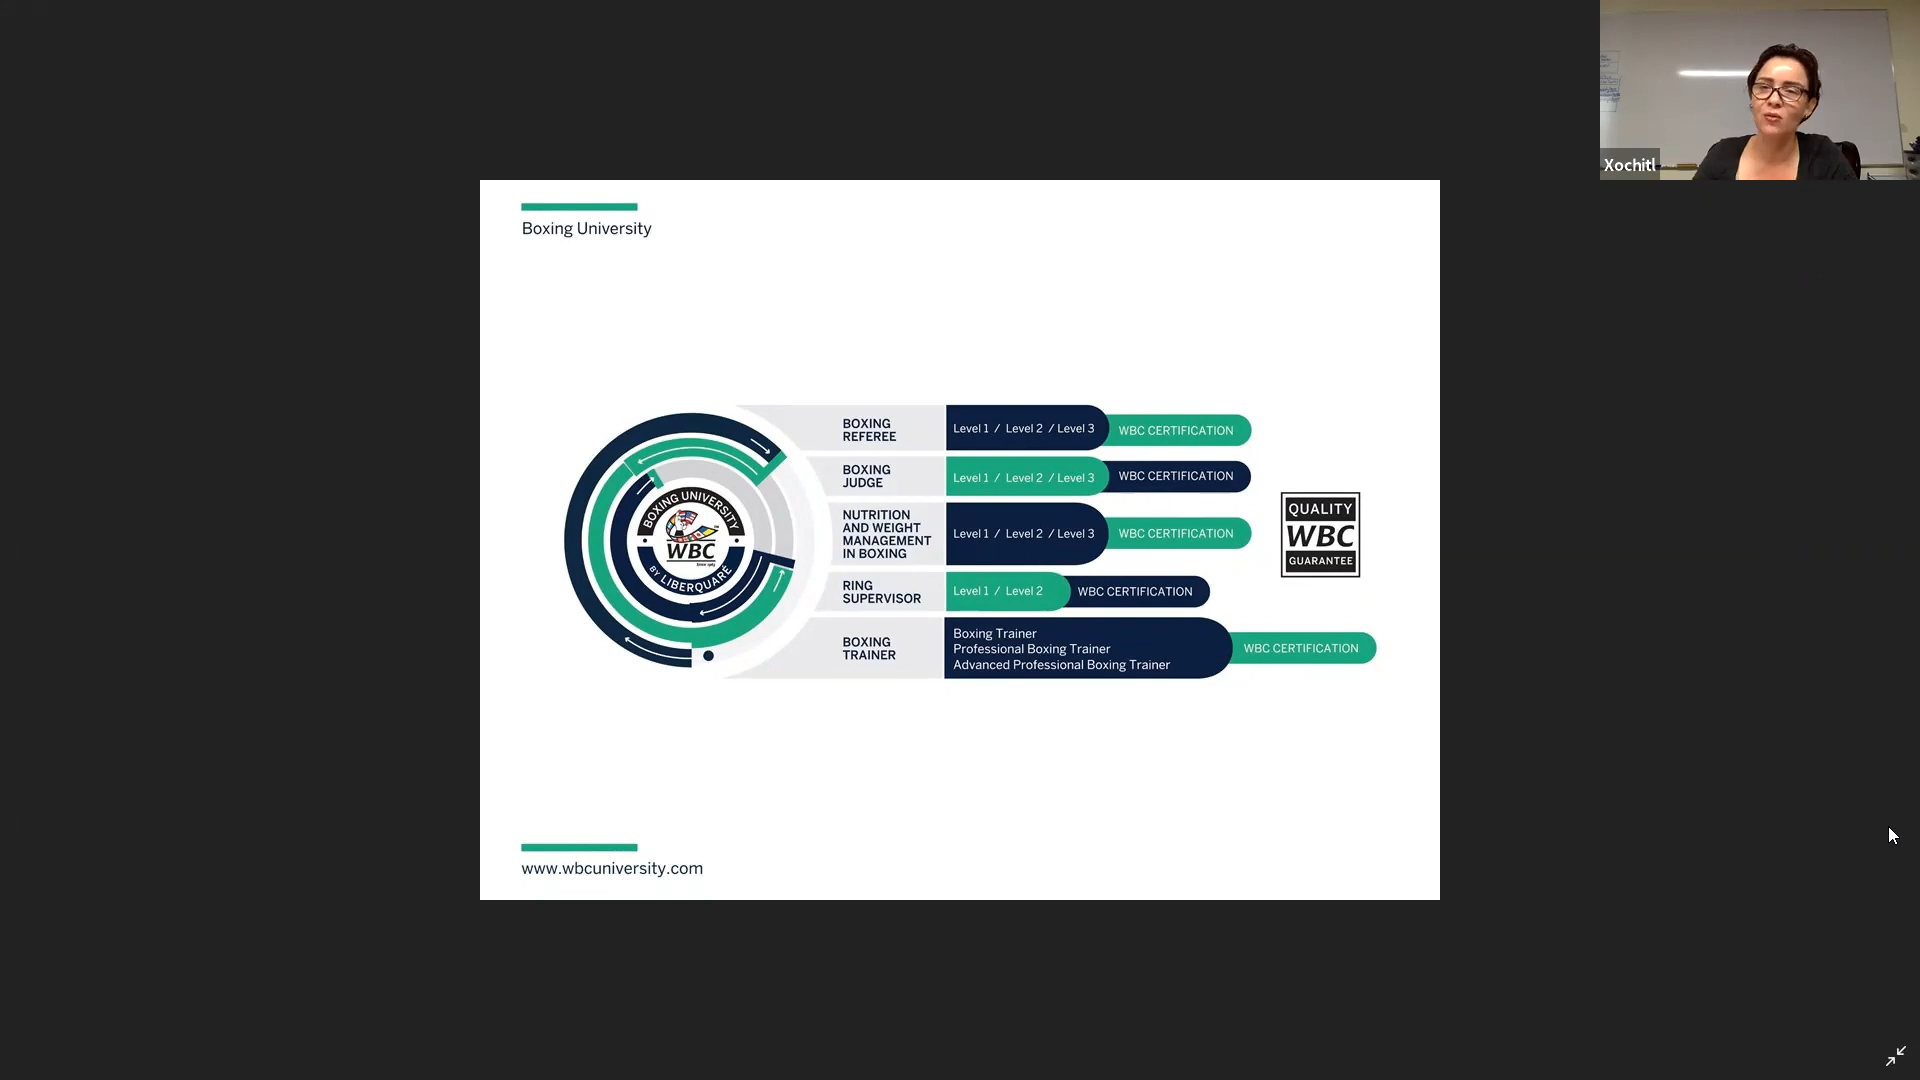 Xochitl
Boxing University
BOXING
REFEREE
Level 1 / Level 2 / Level 3
WBC CERTIFICATION
BOXING
JUDGE
Level 1 / Level 2 / Level 3
WBC CERTIFICATION
NUTRITION
AND WEIGHT
MANAGEMENT
IN BOXING
Level 1 / Level 2 / Level 3
WBC CERTIFICATION
RING
SUPERVISOR
Level 1 / Level 2
WBC CERTIFICATION
BOXING
TRAINER
Boxing Trainer
Professional Boxing Trainer
Advanced Professional Boxing Trainer
WBC CERTIFICATION
BOXING UNIVERSITY
WBC
Since 1963
BY LIBERQUARÉ
QUALITY
WBC
GUARANTEE
www.wbcuniversity.com